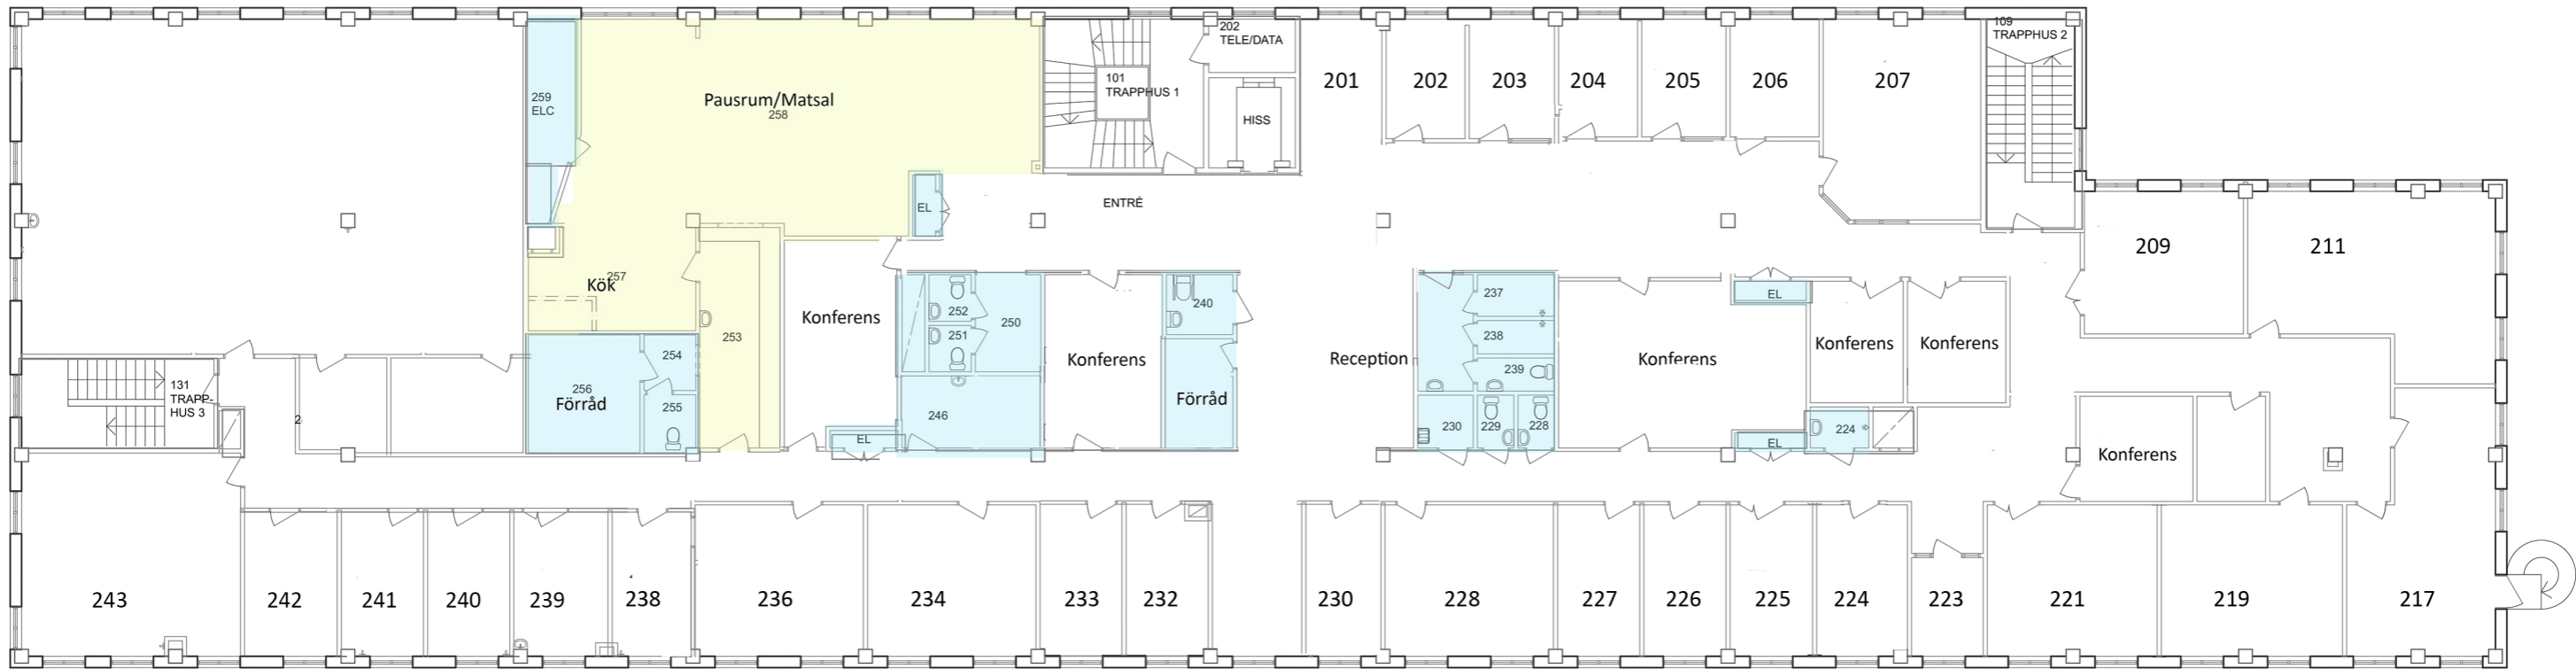 109
TRAPPHUS 2
202
TELE/DATA
259
ELC
Pausrum/Matsal
258
101
TRAPPHUS 1
HISS
201
202
203
204
205
206
207
EL
ENTRÉ
209
211
257
Kök
253
Konferens
252
251
250
246
EL
Konferens
240
Förråd
Reception
237
238
239
230
229
228
Konferens
EL
EL
Konferens
Konferens
224
Konferens
131
TRAPP-
HUS 3
2
256
Förråd
254
255
243
242
241
240
239
238
236
234
233
232
230
228
227
226
225
224
223
221
219
217